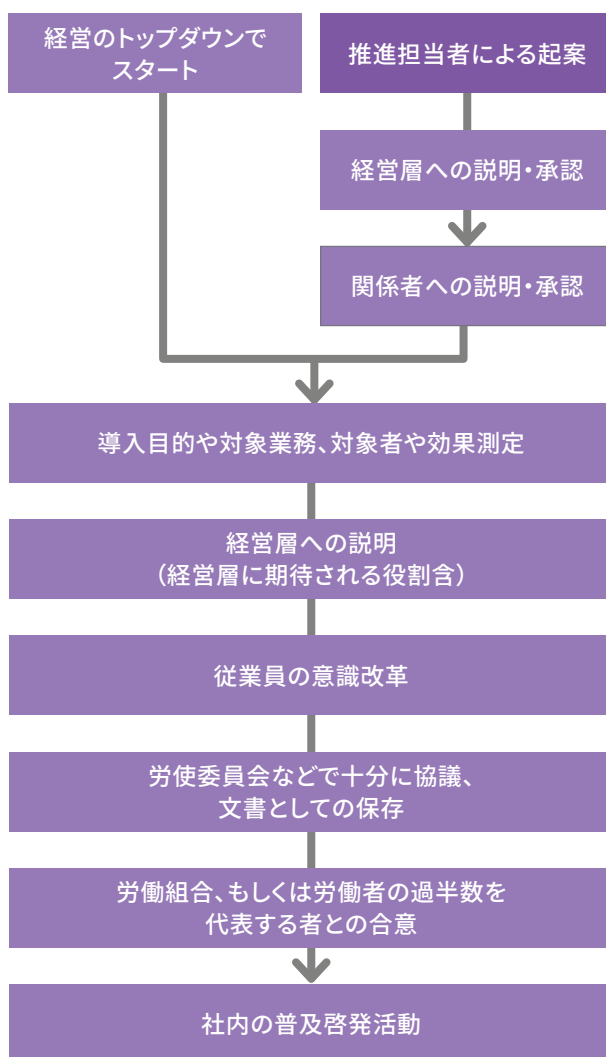 経営のトップダウンで
スタート
推進担当者による起案
経営層への説明・承認
関係者への説明・承認
導入目的や対象業務、対象者や効果測定
経営層への説明
（経営層に期待される役割含）
従業員の意識改革
労使委員会などで十分に協議、
文書としての保存
労働組合、もしくは労働者の過半数を
代表する者との合意
社内の普及啓発活動